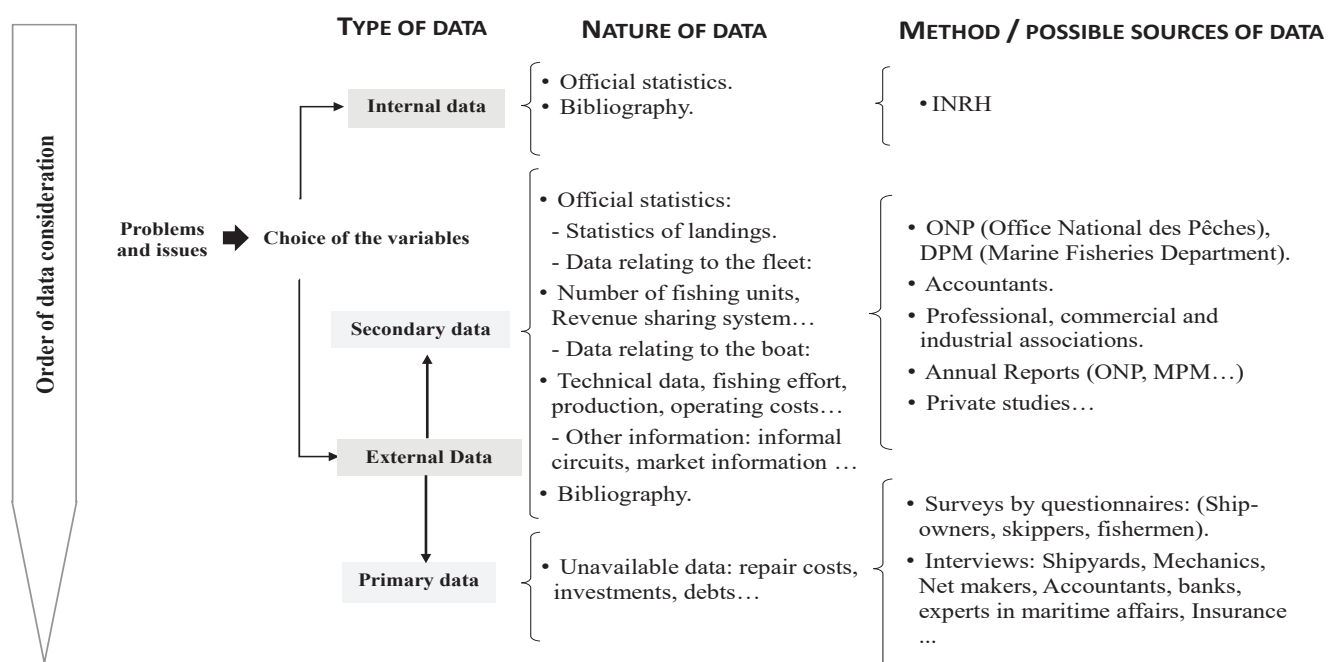 TYPE OF DATA
NATURE OF DATA
METHOD / POSSIBLE SOURCES OF DATA
Order of data consideration
Problems
and issues
Choice of the variables
Internal data
• Official statistics.
• Bibliography.
• INRH
Secondary data
External Data
• Official statistics:
- Statistics of landings.
- Data relating to the fleet:
• Number of fishing units,
Revenue sharing system…
- Data relating to the boat:
• Technical data, fishing effort,
production, operating costs…
- Other information: informal
circuits, market information …
• Bibliography.
• ONP (Office National des Pêches),
DPM (Marine Fisheries Department).
• Accountants.
• Professional, commercial and
industrial associations.
• Annual Reports (ONP, MPM…)
• Private studies…
Primary data
• Unavailable data: repair costs,
investments, debts…
• Surveys by questionnaires: (Ship-
owners, skippers, fishermen).
• Interviews: Shipyards, Mechanics,
Net makers, Accountants, banks,
experts in maritime affairs, Insurance
...